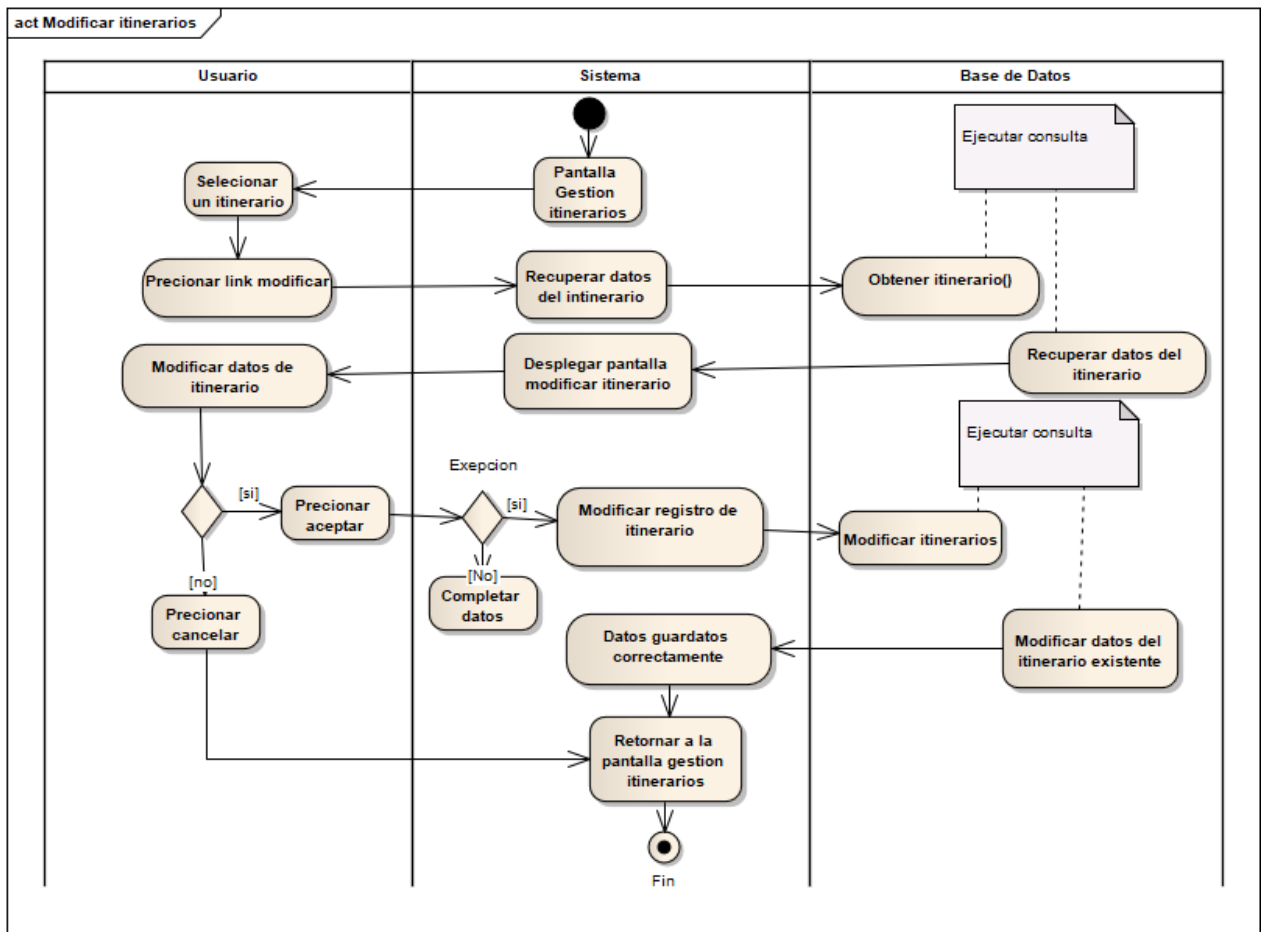 act Modificar itinerarios
Usuario
Sistema
Base de Datos
Ejecutar consulta
Selecionar
un itinerario
Pantalla
Gestion
itinerarios
Precionar link modificar
Recuperar datos
del intinerario
Obtener itinerario()
Modificar datos de
itinerario
Desplegar pantalla
modificar itinerario
Recuperar datos del
itinerario
Ejecutar consulta
Exepcion
[si]
Precionar
aceptar
[si]
Modificar registro de
itinerario
Modificar itinerarios
[no]
[No]
Precionar
cancelar
Completar
datos
Datos guardatos
correctamente
Modificar datos del
itinerario existente
Retornar a la
pantalla gestion
itinerarios
Fin